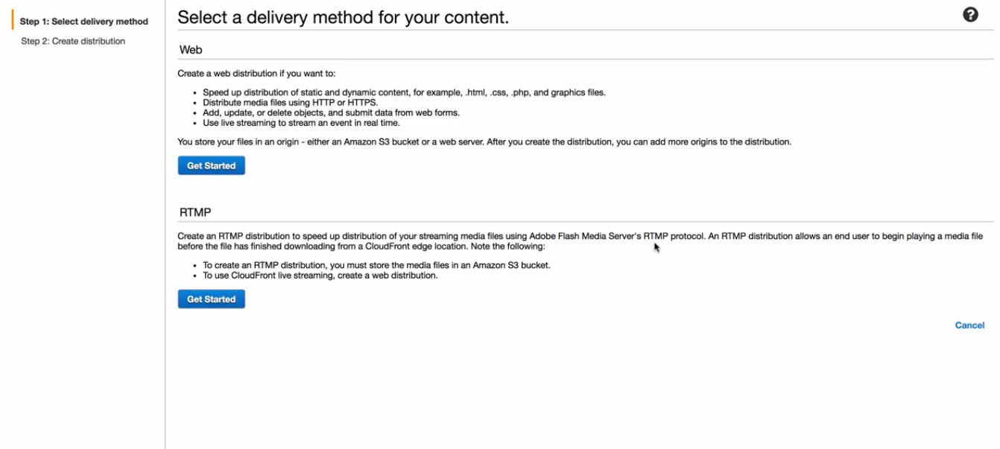 Step 1: Select delivery method
Step 2: Create distribution
Select a delivery method for your content.
?
Web
Create a web distribution if you want to:
• Speed up distribution of static and dynamic content, for example, .html, .css, .php, and graphics files.
• Distribute media files using HTTP or HTTPS.
• Add, update, or delete objects, and submit data from web forms.
• Use live streaming to stream an event in real time.
You store your files in an origin - either an Amazon S3 bucket or a web server. After you create the distribution, you can add more origins to the distribution.
Get Started
RTMP
Create an RTMP distribution to speed up distribution of your streaming media files using Adobe Flash Media Server's RTMP protocol. An RTMP distribution allows an end user to begin playing a media file
before the file has finished downloading from a CloudFront edge location. Note the following:
• To create an RTMP distribution, you must store the media files in an Amazon S3 bucket.
• To use CloudFront live streaming, create a web distribution.
Get Started
Cancel